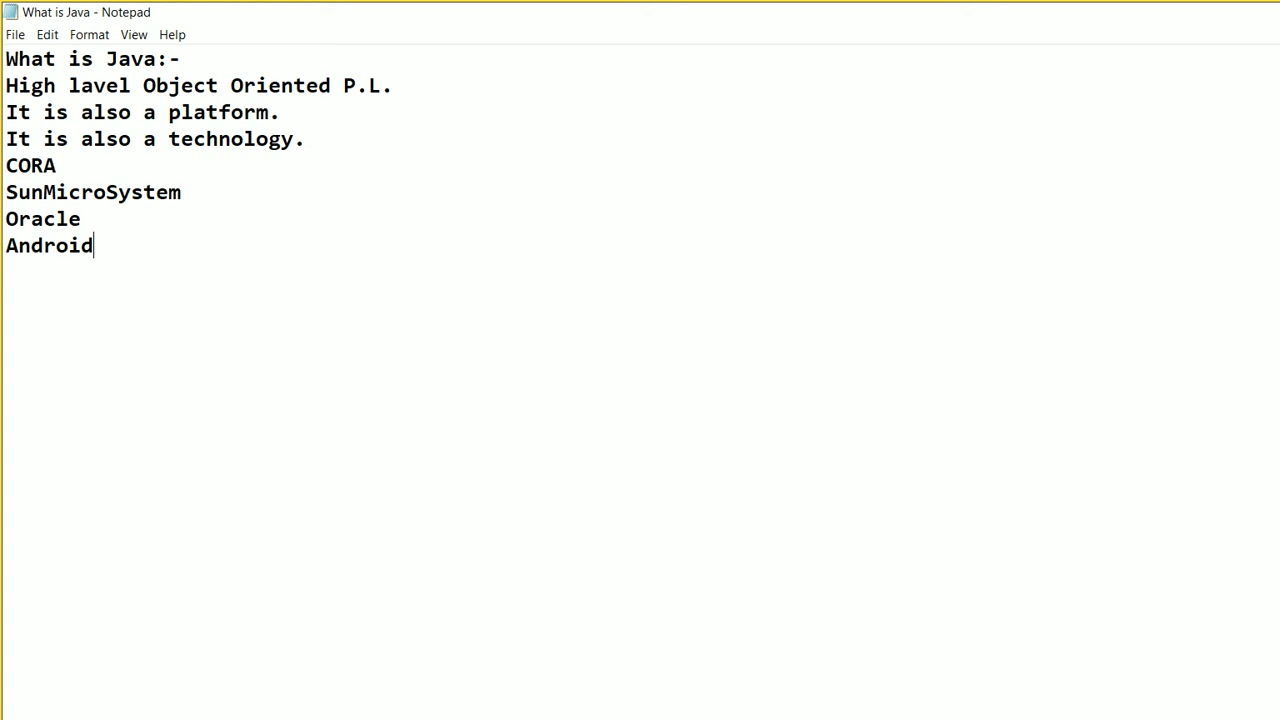 What is Java - Notepad
File Edit Format View Help
What is Java:-
High lavel Object Oriented P.L.
It is also a platform.
It is also a technology.
CORA
SunMicroSystem
Oracle
Android